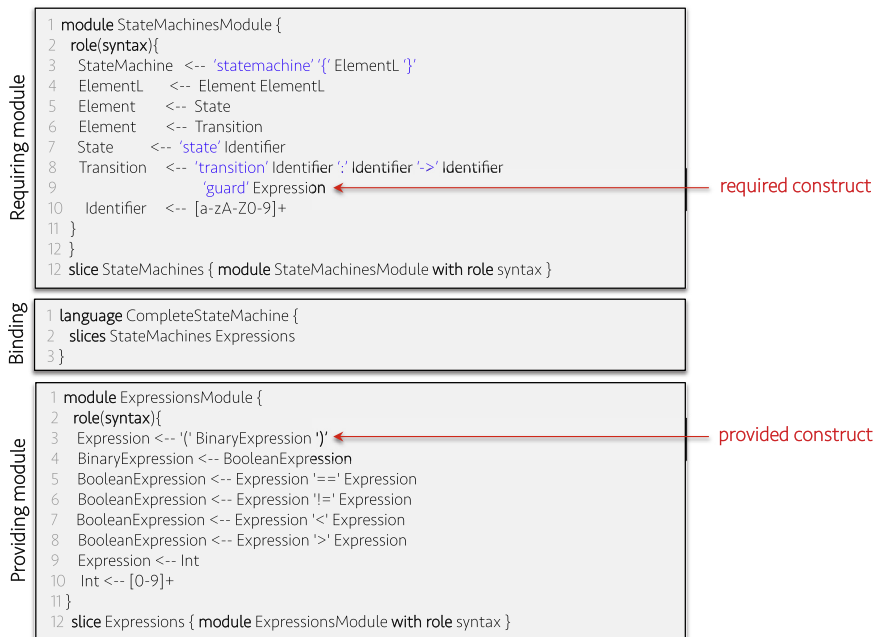 Requiring module
1 module StateMachinesModule {
2 role(syntax){
3 StateMachine <-- 'statemachine' '{' ElementL '}'
4 ElementL <-- Element ElementL
5 Element <-- State
6 Element <-- Transition
7 State <-- 'state' Identifier
8 Transition <-- 'transition' Identifier ':' Identifier '->' Identifier
9 'guard' Expression
required construct
10 Identifier <-- [a-zA-Z0-9]+
11 }
12 }
12 slice StateMachines { module StateMachinesModule with role syntax }
Binding
1 language CompleteStateMachine {
2 slices StateMachines Expressions
3 }
Providing module
1 module ExpressionsModule {
2 role(syntax){
3 Expression <-- '(' BinaryExpression ')'
provided construct
4 BinaryExpression <-- BooleanExpression
5 BooleanExpression <-- Expression '==' Expression
6 BooleanExpression <-- Expression '!=' Expression
7 BooleanExpression <-- Expression '<' Expression
8 BooleanExpression <-- Expression '>' Expression
9 Expression <-- Int
10 Int <-- [0-9]+
11 }
12 slice Expressions { module ExpressionsModule with role syntax }